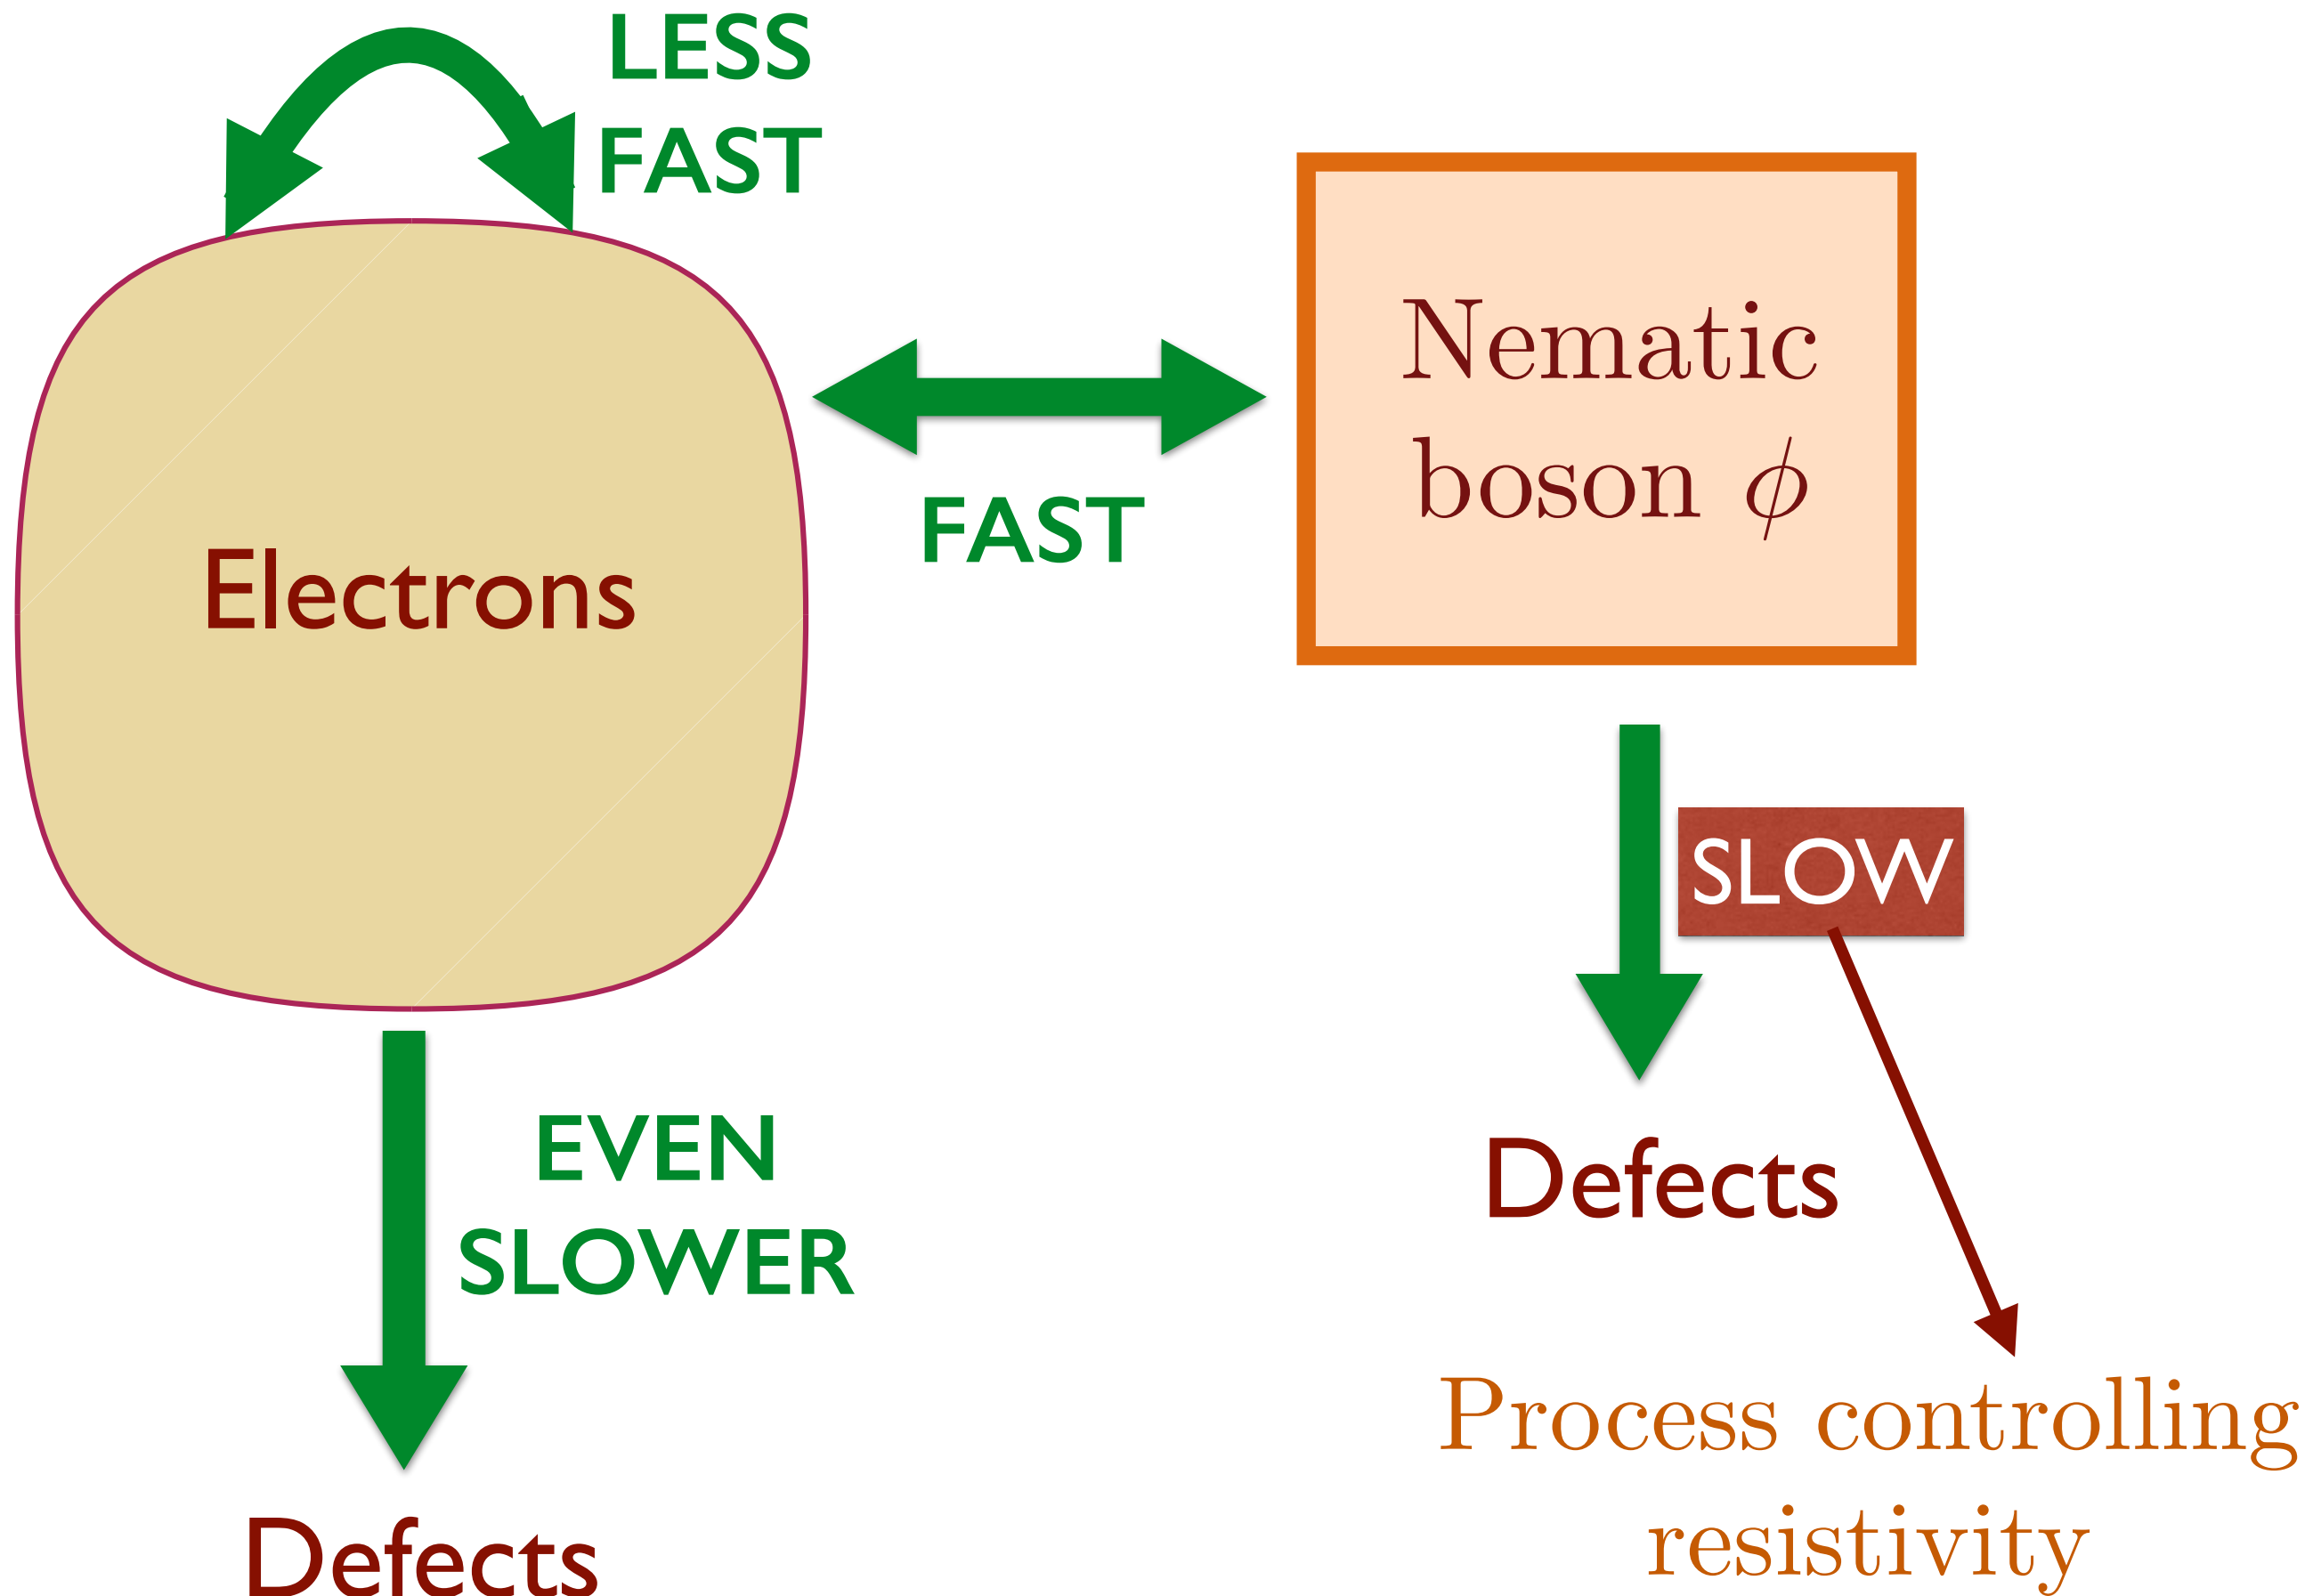 LESS
FAST
Electrons
FAST
Nematic
boson ϕ
SLOW
EVEN
SLOWER
Defects
Defects
Process controlling
resistivity